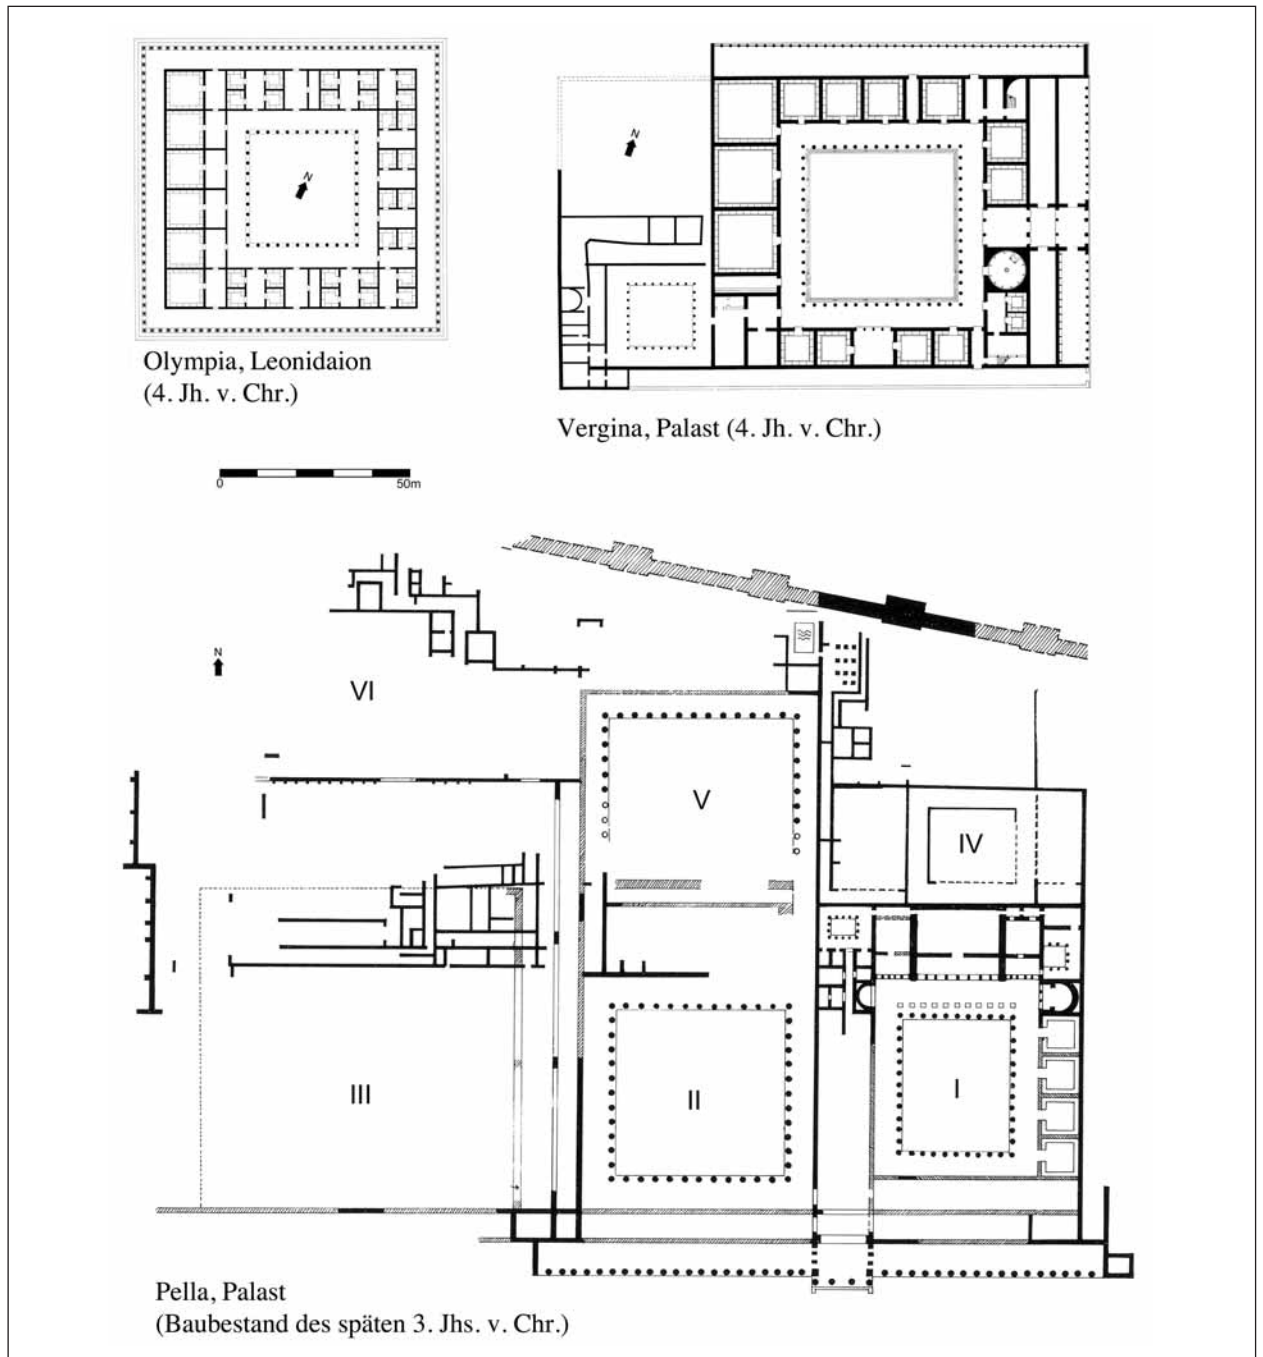 N
Olympia, Leonidaion
(4. Jh. v. Chr.)
N
Vergina, Palast (4. Jh. v. Chr.)
0 50m
N
VI
V
IV
III
II
I
Pella, Palast
(Baubestand des späten 3. Jhs. v. Chr.)